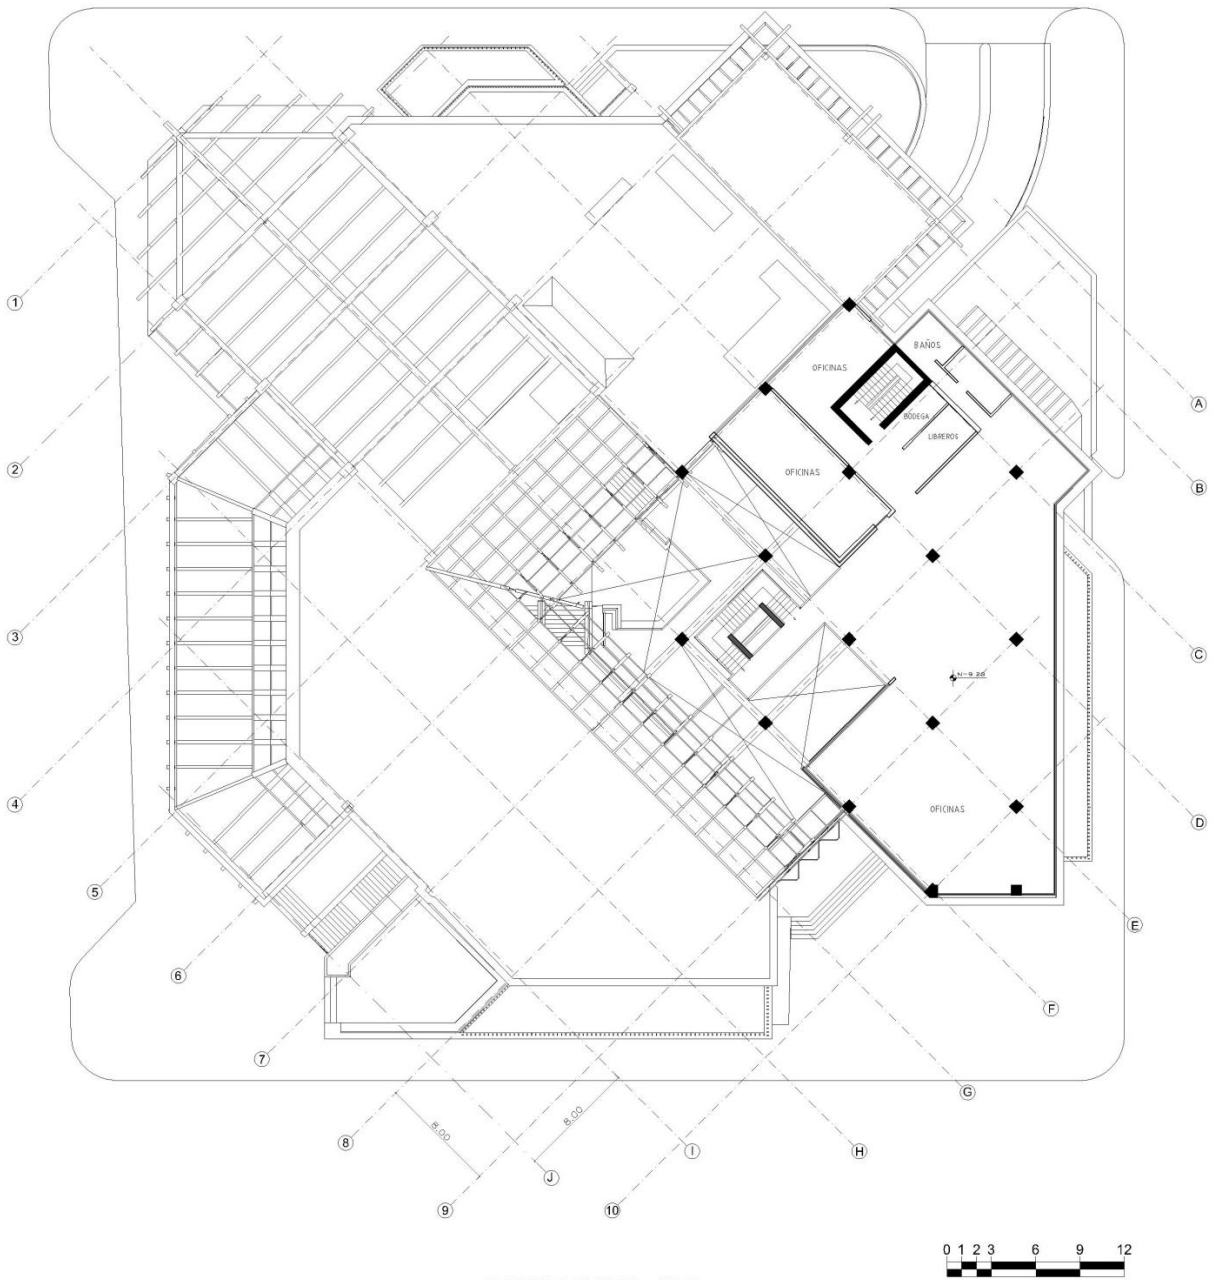 BAÑOS
1
OFICINAS
A
BODEGA
LIBREROS
2
OFICINAS
B
3
C
N-9.28
4
OFICINAS
D
5
E
6
F
7
G
8.00
8.00
8
I
H
J
9
10
0 1 2 3 6 9 12